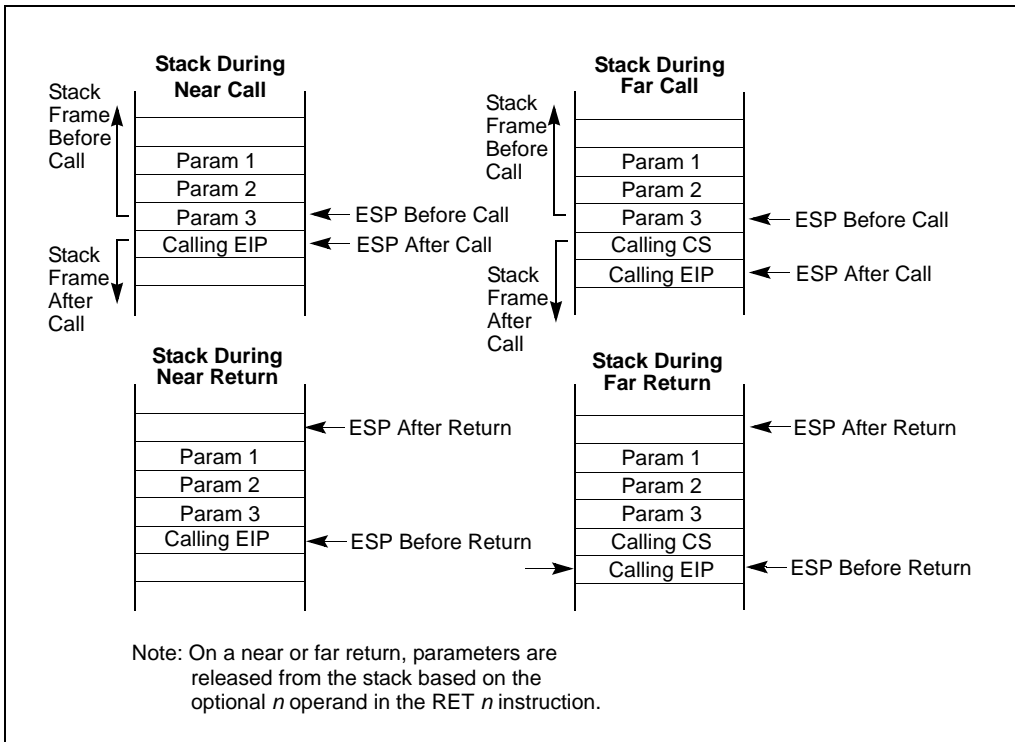 Stack During
Near Call
Stack
Frame
Before
Call
Param 1
Param 2
Param 3
Calling EIP
ESP Before Call
ESP After Call
Stack
Frame
After
Call
Stack During
Far Call
Stack
Frame
Before
Call
Param 1
Param 2
Param 3
Calling CS
Calling EIP
ESP Before Call
ESP After Call
Stack
Frame
After
Call
Stack During
Near Return
ESP After Return
Param 1
Param 2
Param 3
Calling EIP
ESP Before Return
Stack During
Far Return
ESP After Return
Param 1
Param 2
Param 3
Calling CS
Calling EIP
ESP Before Return
Note: On a near or far return, parameters are
released from the stack based on the
optional n operand in the RET n instruction.